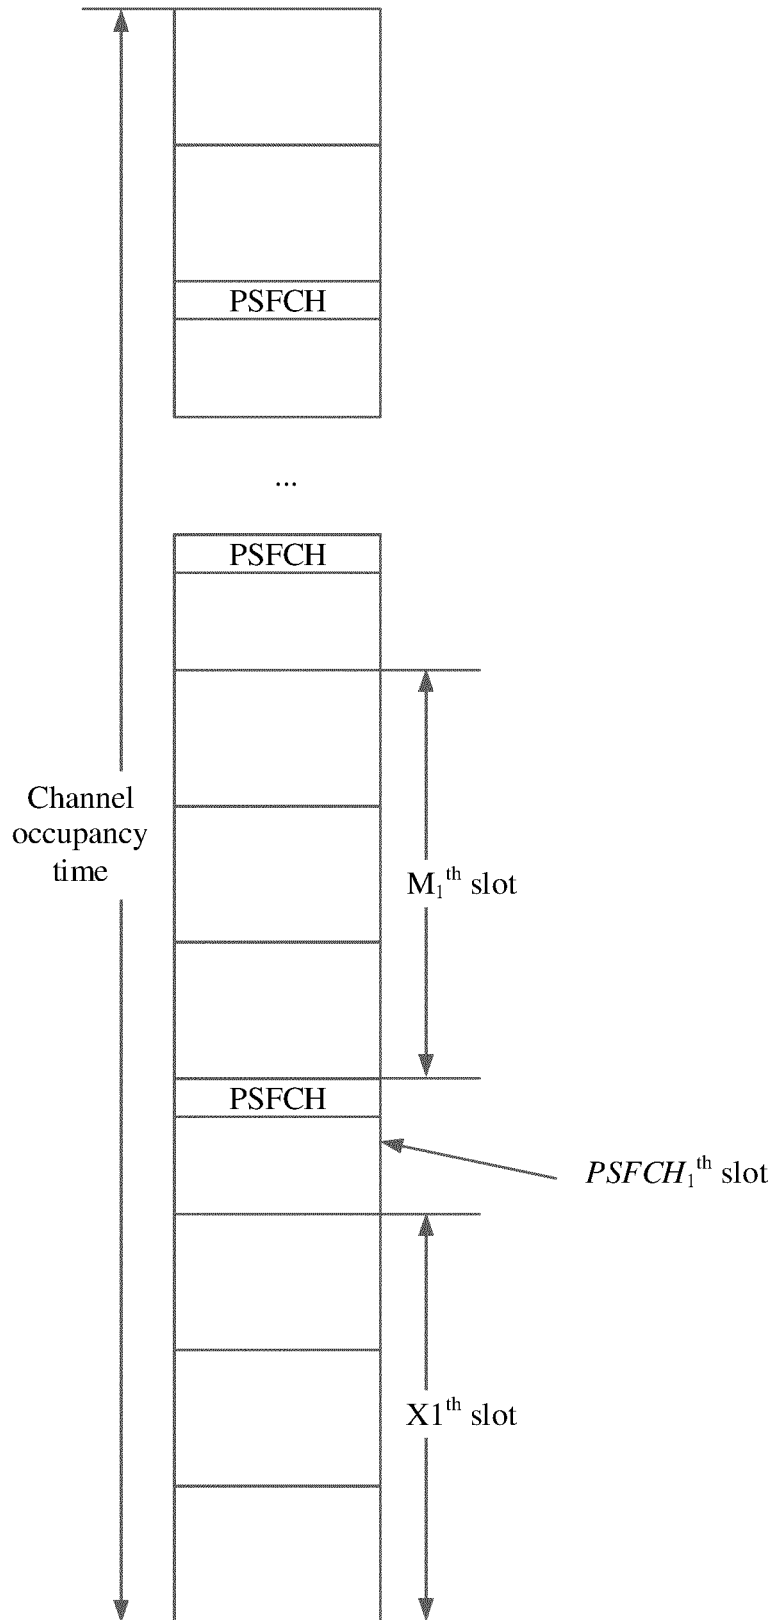 PSFCH
...
PSFCH
Channel
occupancy
time
M₁ᵗʰ slot
PSFCH
PSFCH₁ᵗʰ slot
X1ᵗʰ slot